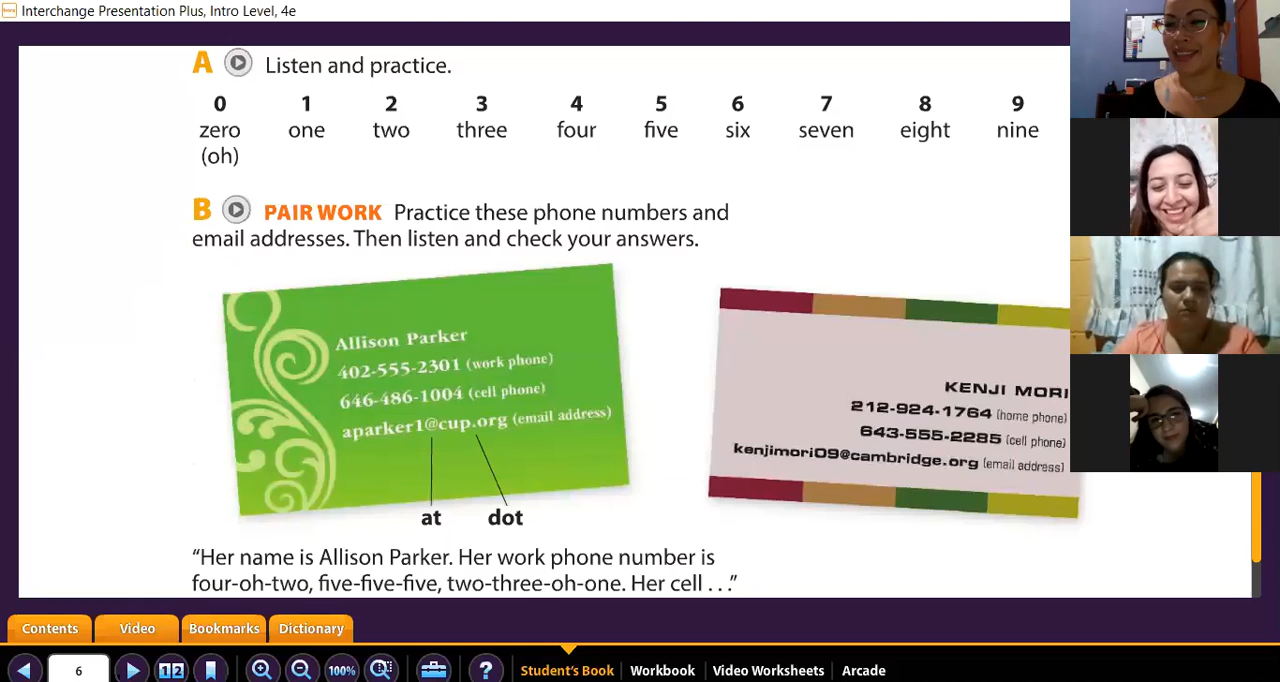 Interchange Presentation Plus, Intro Level, 4e
A Listen and practice.
0 1 2 3 4 5 6 7 8 9
zero one two three four five six seven eight nine
(oh)
B PAIR WORK Practice these phone numbers and
email addresses. Then listen and check your answers.
Allison Parker
402-555-2301 (work phone)
646-486-1004 (cell phone)
aparker1@cup.org (email address)
at dot
KENJI MORI
212-924-1764 (home phone)
643-555-2285 (cell phone)
kenjimori09@cambridge.org (email address)
“Her name is Allison Parker. Her work phone number is
four-oh-two, five-five-five, two-three-oh-one. Her cell . . .”
Contents Video Bookmarks Dictionary
6 1 2 100% ? Student's Book Workbook Video Worksheets Arcade